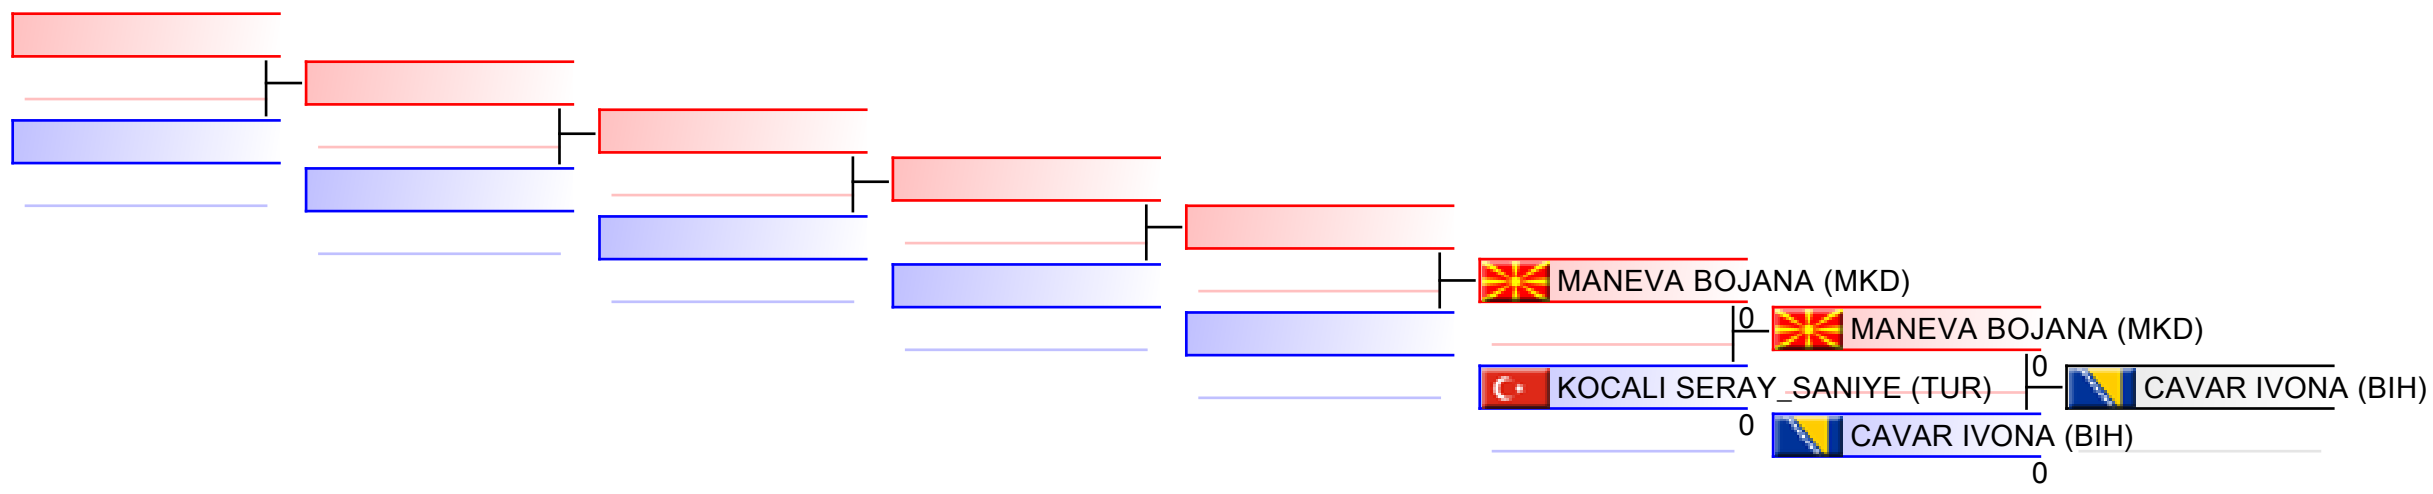 MANEVA BOJANA (MKD)
0
MANEVA BOJANA (MKD)
0
KOCALI SERAY_SANIYE (TUR)
CAVAR IVONA (BIH)
0
CAVAR IVONA (BIH)
0